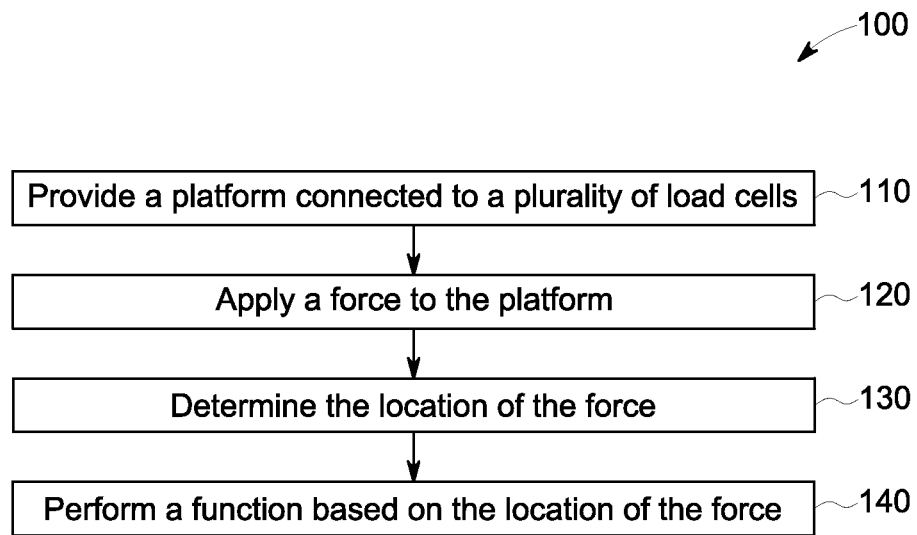 100
Provide a platform connected to a plurality of load cells 110
Apply a force to the platform 120
Determine the location of the force 130
Perform a function based on the location of the force 140